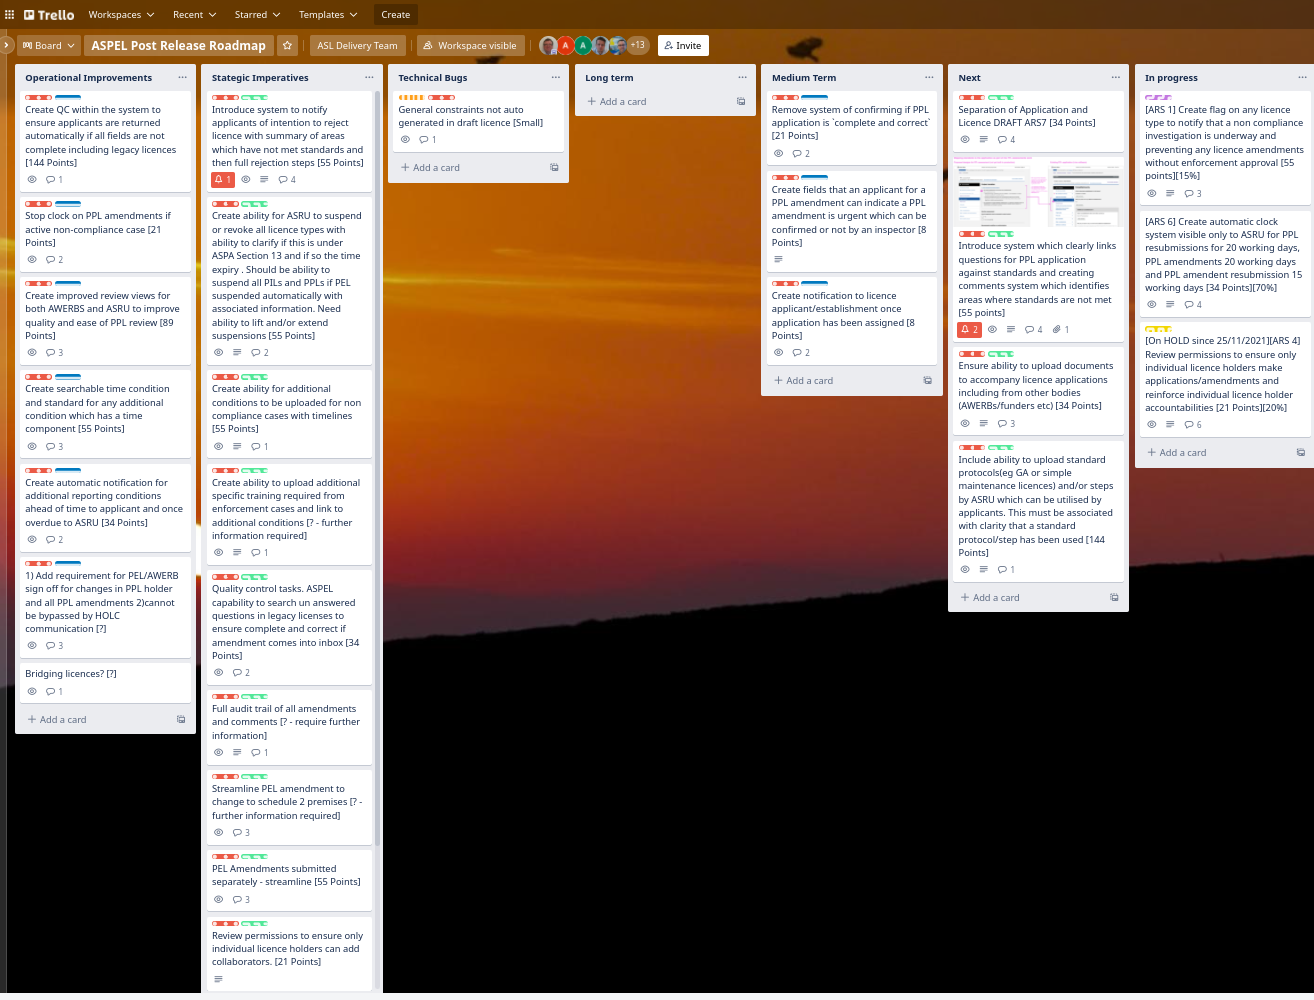 Trello
Workspaces
Recent
Starred
Templates
Create
Board
ASPEL Post Release Roadmap
ASL Delivery Team
Workspace visible
A
A
+13
Invite
Operational Improvements
Create QC within the system to
ensure applicants are returned
automatically if all fields are not
complete including legacy licences
[144 Points]
1
Stop clock on PPL amendments if
active non-compliance case [21
Points]
2
Create improved review views for
both AWERBS and ASRU to improve
quality and ease of PPL review [89
Points]
3
Create searchable time condition
and standard for any additional
condition which has a time
component [55 Points]
3
Create automatic notification for
additional reporting conditions
ahead of time to applicant and once
overdue to ASRU [34 Points]
2
1) Add requirement for PEL/AWERB
sign off for changes in PPL holder
and all PPL amendments 2)cannot
be bypassed by HOLC
communication [?]
3
Bridging licences? [?]
1
Add a card
Stategic Imperatives
Introduce system to notify
applicants of intention to reject
licence with summary of areas
which have not met standards and
then full rejection steps [55 Points]
1
4
Create ability for ASRU to suspend
or revoke all licence types with
ability to clarify if this is under
ASPA Section 13 and if so the time
expiry . Should be ability to
suspend all PILs and PPLs if PEL
suspended automatically with
associated information. Need
ability to lift and/or extend
suspensions [55 Points]
2
Create ability for additional
conditions to be uploaded for non
compliance cases with timelines
[55 Points]
1
Create ability to upload additional
specific training required from
enforcement cases and link to
additional conditions [? - further
information required]
1
Quality control tasks. ASPEL
capability to search un answered
questions in legacy licenses to
ensure complete and correct if
amendment comes into inbox [34
Points]
2
Full audit trail of all amendments
and comments [? - require further
information]
1
Streamline PEL amendment to
change to schedule 2 premises [? -
further information required]
3
PEL Amendments submitted
separately - streamline [55 Points]
3
Review permissions to ensure only
individual licence holders can add
collaborators. [21 Points]
Technical Bugs
General constraints not auto
generated in draft licence [Small]
1
Add a card
Long term
Add a card
Medium Term
Remove system of confirming if PPL
application is `complete and correct`
[21 Points]
2
Create fields that an applicant for a
PPL amendment can indicate a PPL
amendment is urgent which can be
confirmed or not by an inspector [8
Points]
Create notification to licence
applicant/establishment once
application has been assigned [8
Points]
2
Add a card
Next
Separation of Application and
Licence DRAFT ARS7 [34 Points]
4
Introduce system which clearly links
questions for PPL application
against standards and creating
comments system which identifies
areas where standards are not met
[55 points]
2
4
1
Ensure ability to upload documents
to accompany licence applications
including from other bodies
(AWERBs/funders etc) [34 Points]
3
Include ability to upload standard
protocols(eg GA or simple
maintenance licences) and/or steps
by ASRU which can be utilised by
applicants. This must be associated
with clarity that a standard
protocol/step has been used [144
Points]
1
Add a card
In progress
[ARS 1] Create flag on any licence
type to notify that a non compliance
investigation is underway and
preventing any licence amendments
without enforcement approval [55
points][15%]
3
[ARS 6] Create automatic clock
system visible only to ASRU for PPL
resubmissions for 20 working days,
PPL amendments 20 working days
and PPL amendent resubmission 15
working days [34 Points][70%]
4
[On HOLD since 25/11/2021][ARS 4]
Review permissions to ensure only
individual licence holders make
applications/amendments and
reinforce individual licence holder
accountabilities [21 Points][20%]
6
Add a card